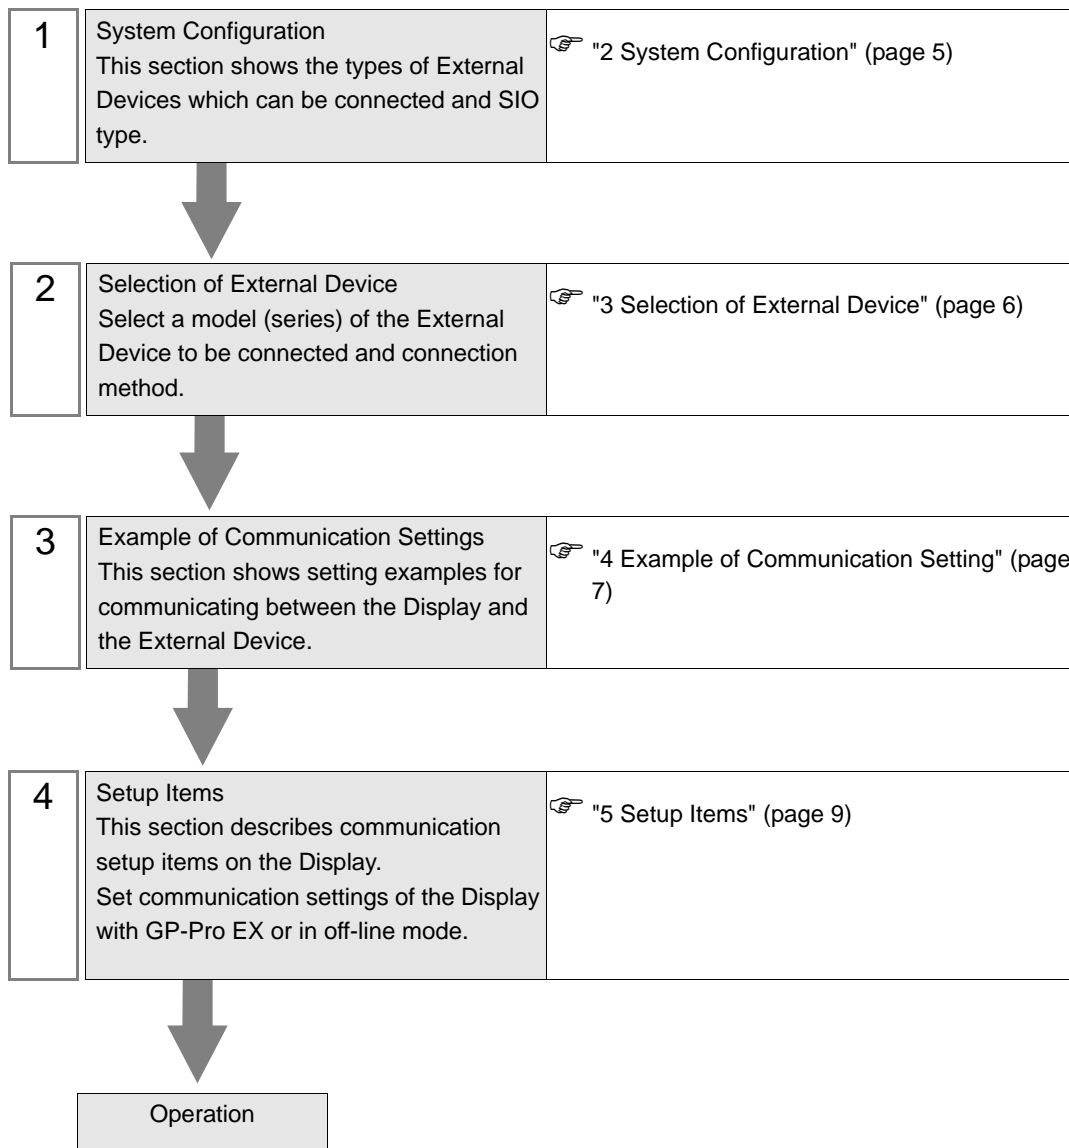 1
System Configuration
This section shows the types of External
Devices which can be connected and SIO
type.
"2 System Configuration" (page 5)
2
Selection of External Device
Select a model (series) of the External
Device to be connected and connection
method.
"3 Selection of External Device" (page 6)
3
Example of Communication Settings
This section shows setting examples for
communicating between the Display and
the External Device.
"4 Example of Communication Setting" (page
7)
4
Setup Items
This section describes communication
setup items on the Display.
Set communication settings of the Display
with GP-Pro EX or in off-line mode.
"5 Setup Items" (page 9)
Operation